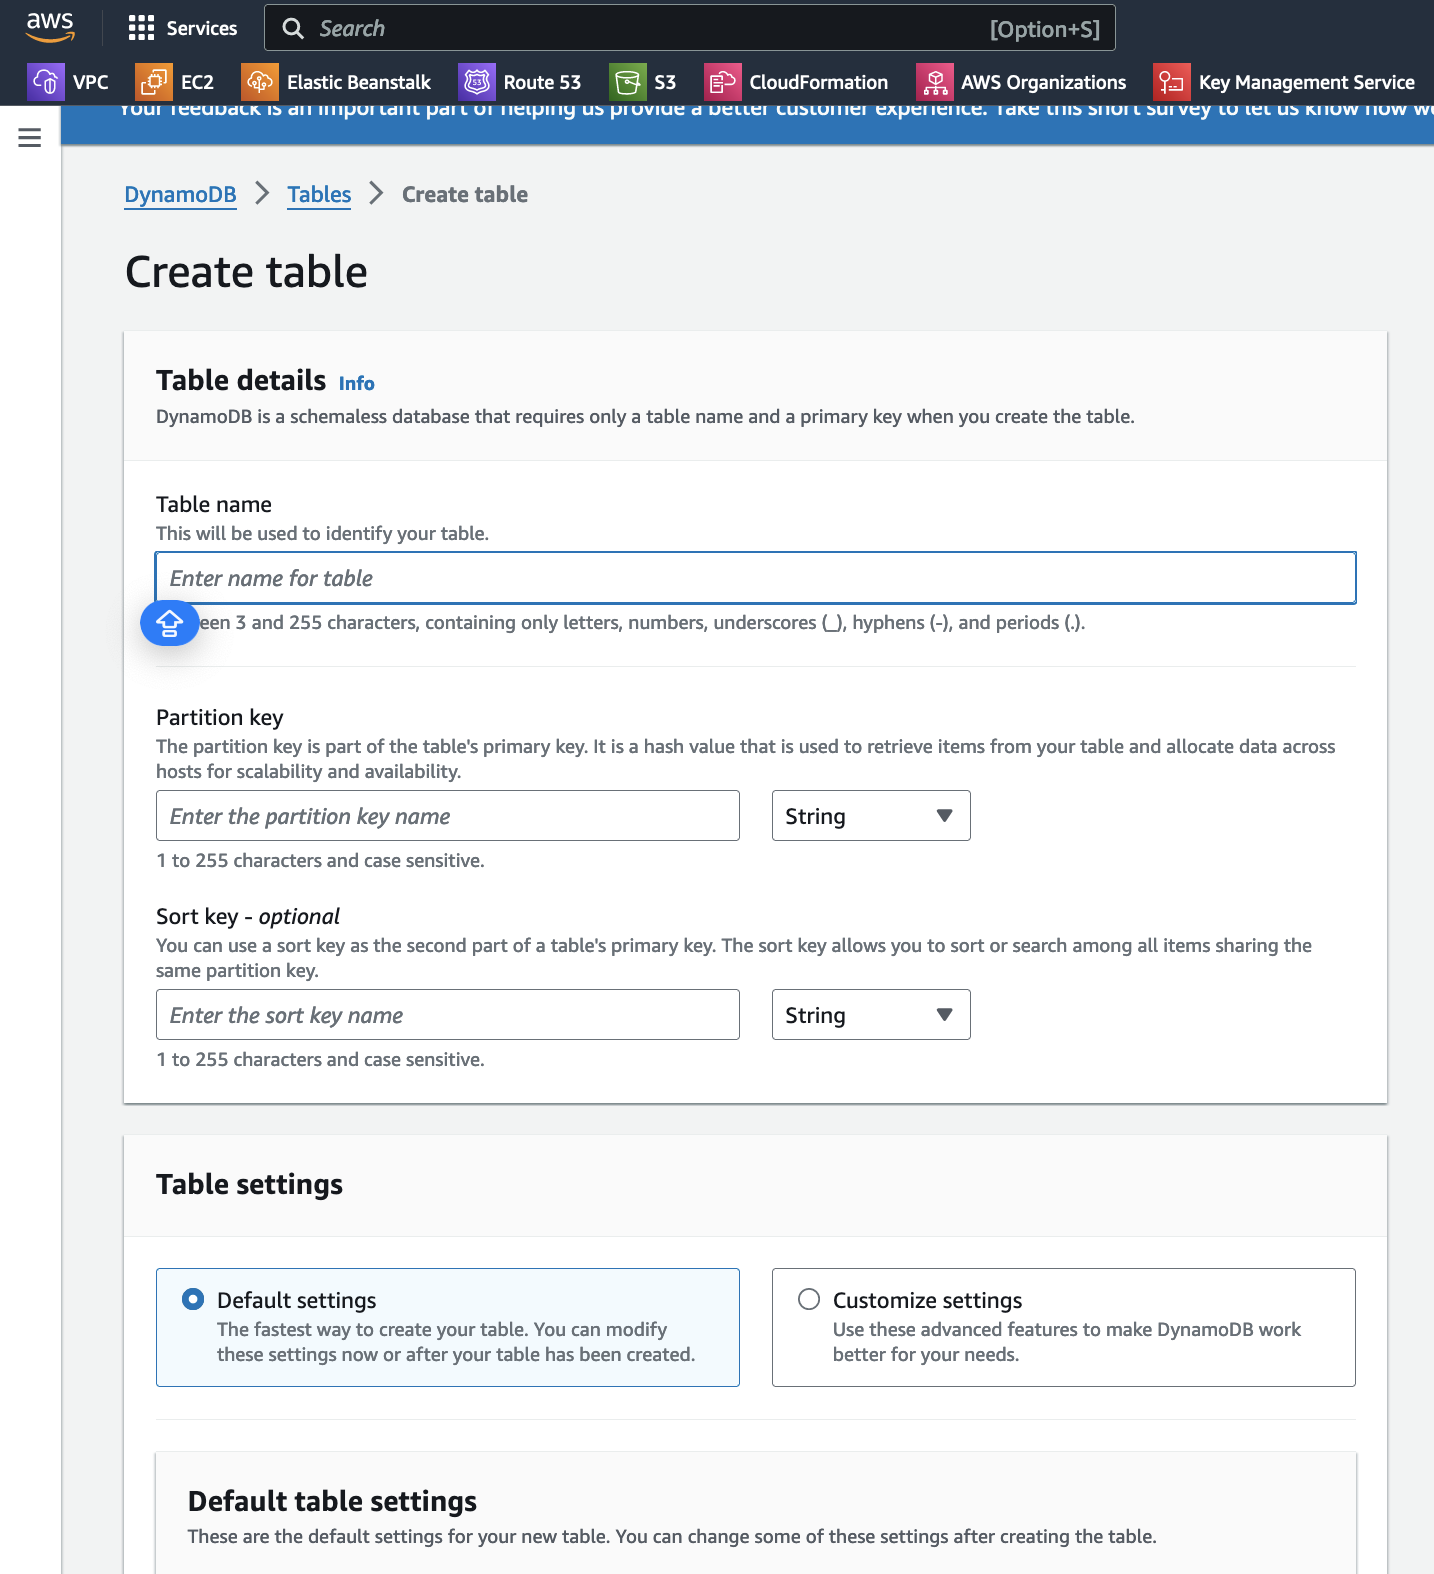 aws
Services
Search
[Option+S]
VPC
EC2
Elastic Beanstalk
Route 53
S3
CloudFormation
AWS Organizations
Key Management Service
Your feedback is an important part of helping us provide a better customer experience. Take this short survey to let us know how
DynamoDB
Tables
Create table
Create table
Table details Info
DynamoDB is a schemaless database that requires only a table name and a primary key when you create the table.
Table name
This will be used to identify your table.
Enter name for table
een 3 and 255 characters, containing only letters, numbers, underscores (_), hyphens (-), and periods (.).
Partition key
The partition key is part of the table's primary key. It is a hash value that is used to retrieve items from your table and allocate data across
hosts for scalability and availability.
Enter the partition key name
String
1 to 255 characters and case sensitive.
Sort key - optional
You can use a sort key as the second part of a table's primary key. The sort key allows you to sort or search among all items sharing the
same partition key.
Enter the sort key name
String
1 to 255 characters and case sensitive.
Table settings
Default settings
The fastest way to create your table. You can modify
these settings now or after your table has been created.
Customize settings
Use these advanced features to make DynamoDB work
better for your needs.
Default table settings
These are the default settings for your new table. You can change some of these settings after creating the table.